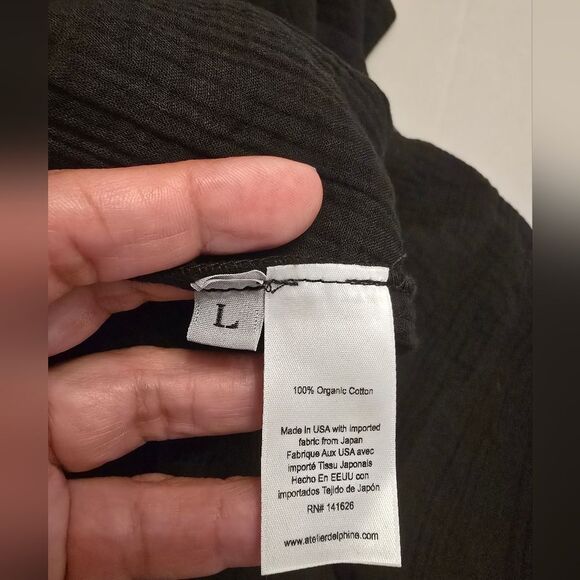 L
100% Organic Cotton
Made In USA with imported
fabric from Japan
Fabrique Aux USA avec
importé Tissu Japonais
Hecho En EEUU con
importados Tejido de Japón
RN# 141626
www.atelierdelphine.com